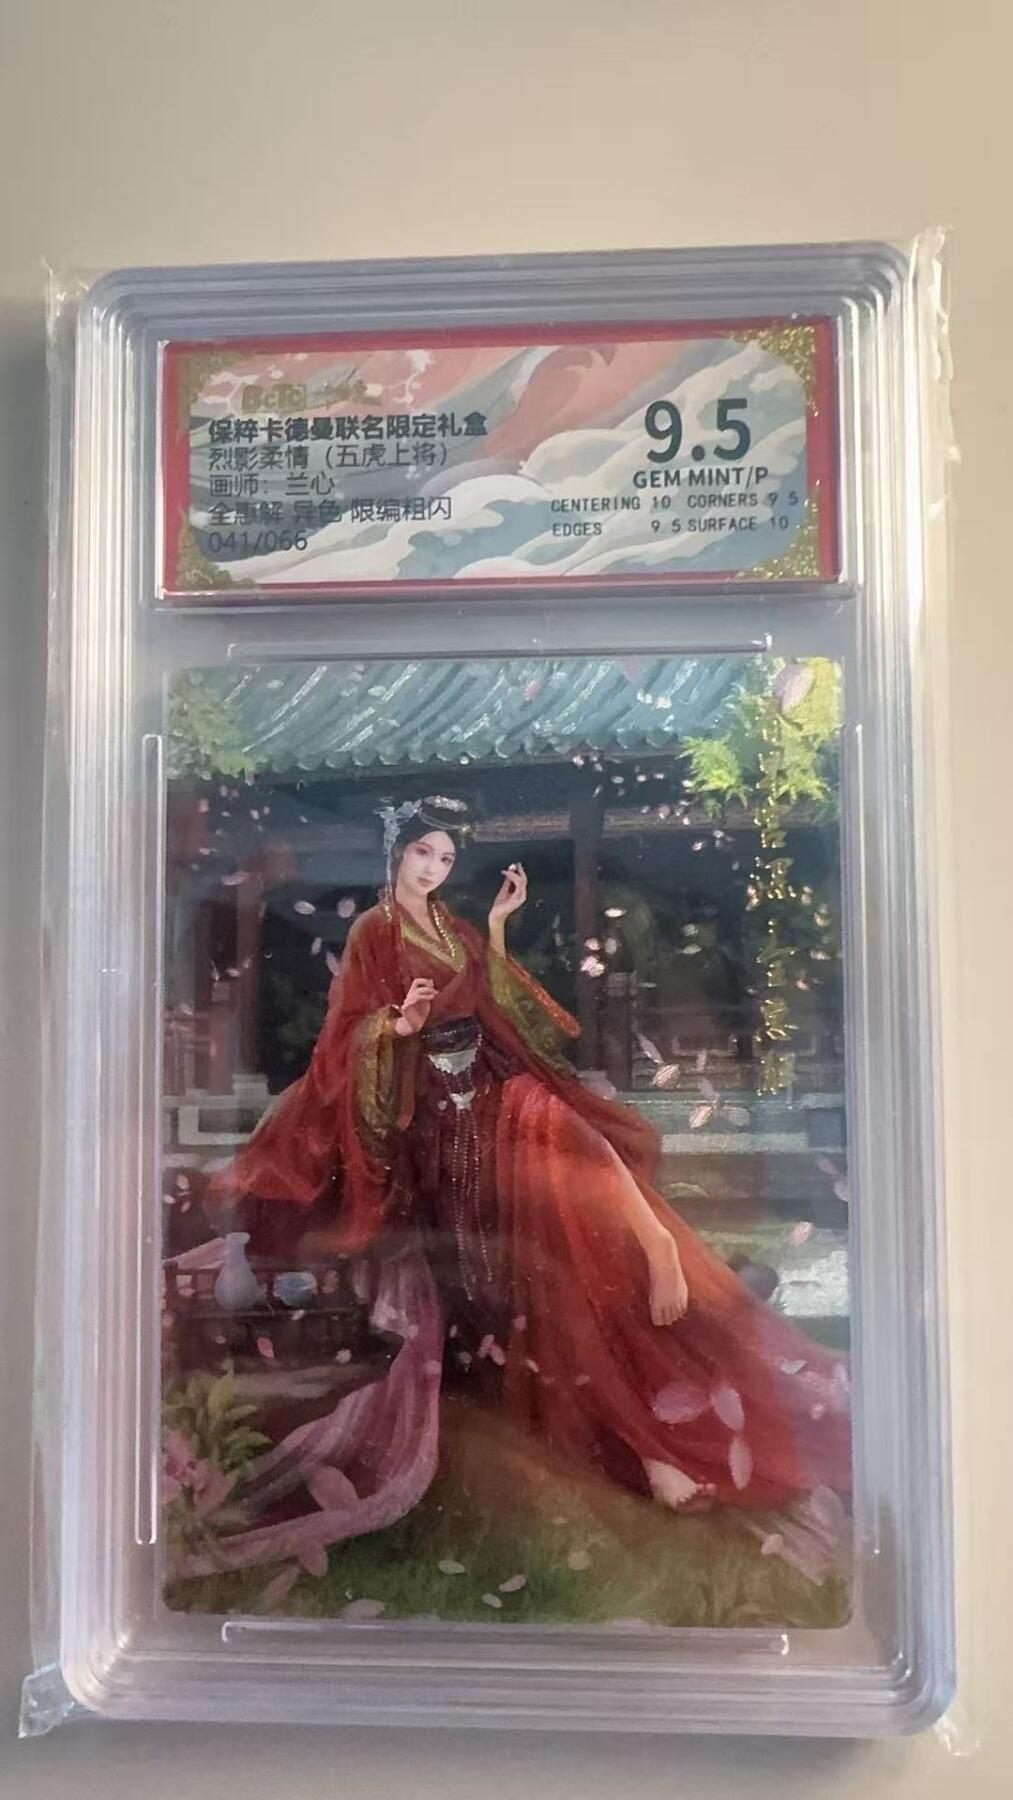 保粹卡德曼联名限定礼盒
烈影柔情（五虎上将）
画师：兰心
全惠解 异色 限编粗闪
041/066
9.5
GEM MINT/P
CENTERING 10 CORNERS 9.5
EDGES 9.5 SURFACE 10